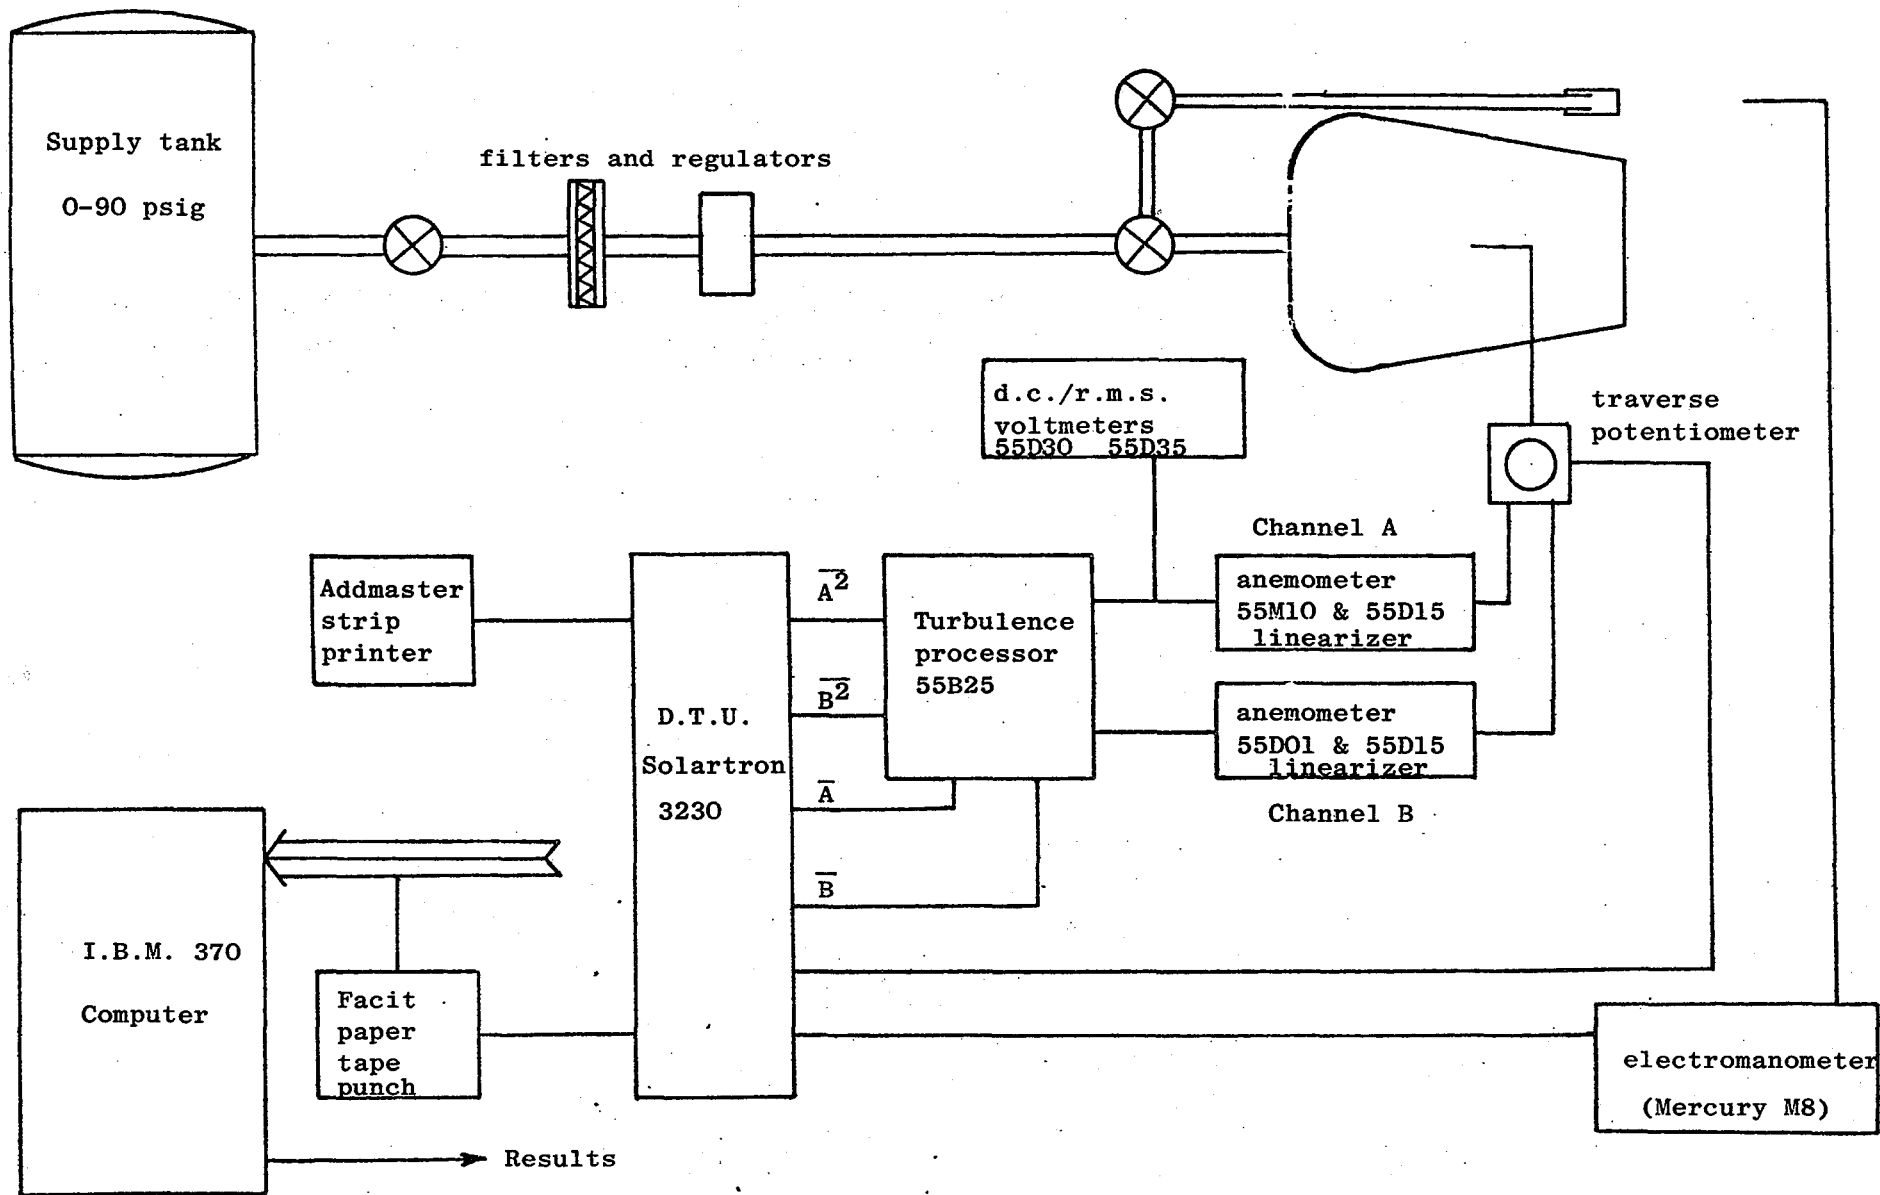 Supply tank
0-90 psig
filters and regulators
d.c./r.m.s.
voltmeters
55D30 55D35
traverse
potentiometer
Channel A
anemometer
55M10 & 55D15
linearizer
Addmaster
strip
printer
A²
Turbulence
processor
55B25
B²
D.T.U.
Solartron
3230
anemometer
55D01 & 55D15
linearizer
A
Channel B
B
I.B.M. 370
Computer
Facit
paper
tape
punch
electromanometer
(Mercury M8)
Results